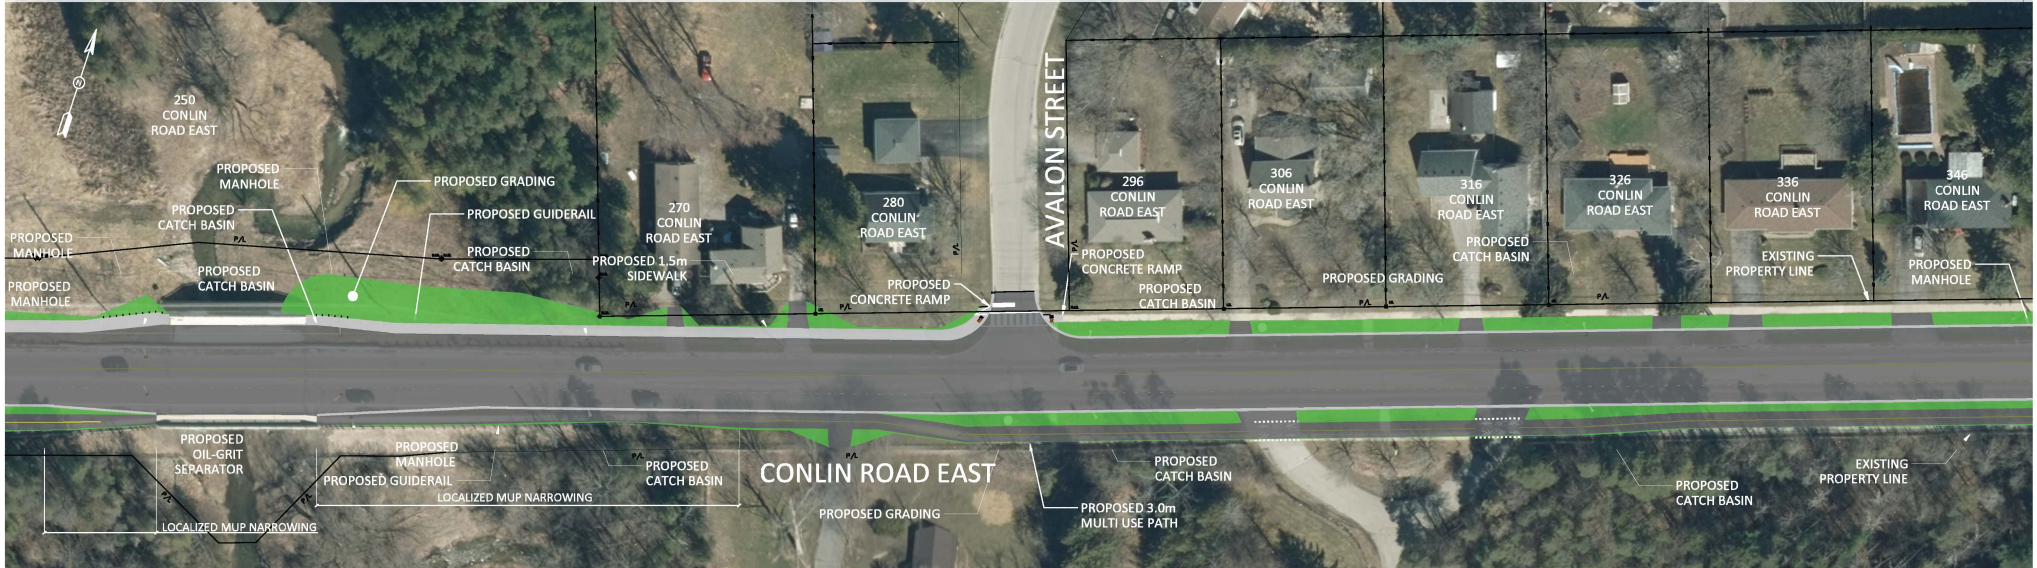 N
250
CONLIN
ROAD EAST
PROPOSED
MANHOLE
PROPOSED GRADING
PROPOSED
CATCH BASIN
PROPOSED GUIDERAIL
PROPOSED
MANHOLE
P/L
PROPOSED
CATCH BASIN
PROPOSED
CATCH BASIN
PROPOSED
MANHOLE
270
CONLIN
ROAD EAST
PROPOSED 1.5m
SIDEWALK
P/L
280
CONLIN
ROAD EAST
P/L
P/L
PROPOSED
CONCRETE RAMP
AVALON STREET
P/L
PROPOSED
CONCRETE RAMP
296
CONLIN
ROAD EAST
PROPOSED
CATCH BASIN
306
CONLIN
ROAD EAST
PROPOSED GRADING
P/L
316
CONLIN
ROAD EAST
PROPOSED
CATCH BASIN
326
CONLIN
ROAD EAST
P/L
336
CONLIN
ROAD EAST
EXISTING
PROPERTY LINE
346
CONLIN
ROAD EAST
PROPOSED
MANHOLE
PROPOSED
OIL-GRIT
SEPARATOR
P/L
P/L
LOCALIZED MUP NARROWING
PROPOSED
MANHOLE
PROPOSED GUIDERAIL
LOCALIZED MUP NARROWING
P/L
PROPOSED
CATCH BASIN
P/L
CONLIN ROAD EAST
PROPOSED GRADING
PROPOSED 3.0m
MULTI USE PATH
PROPOSED
CATCH BASIN
PROPOSED
CATCH BASIN
EXISTING
PROPERTY LINE